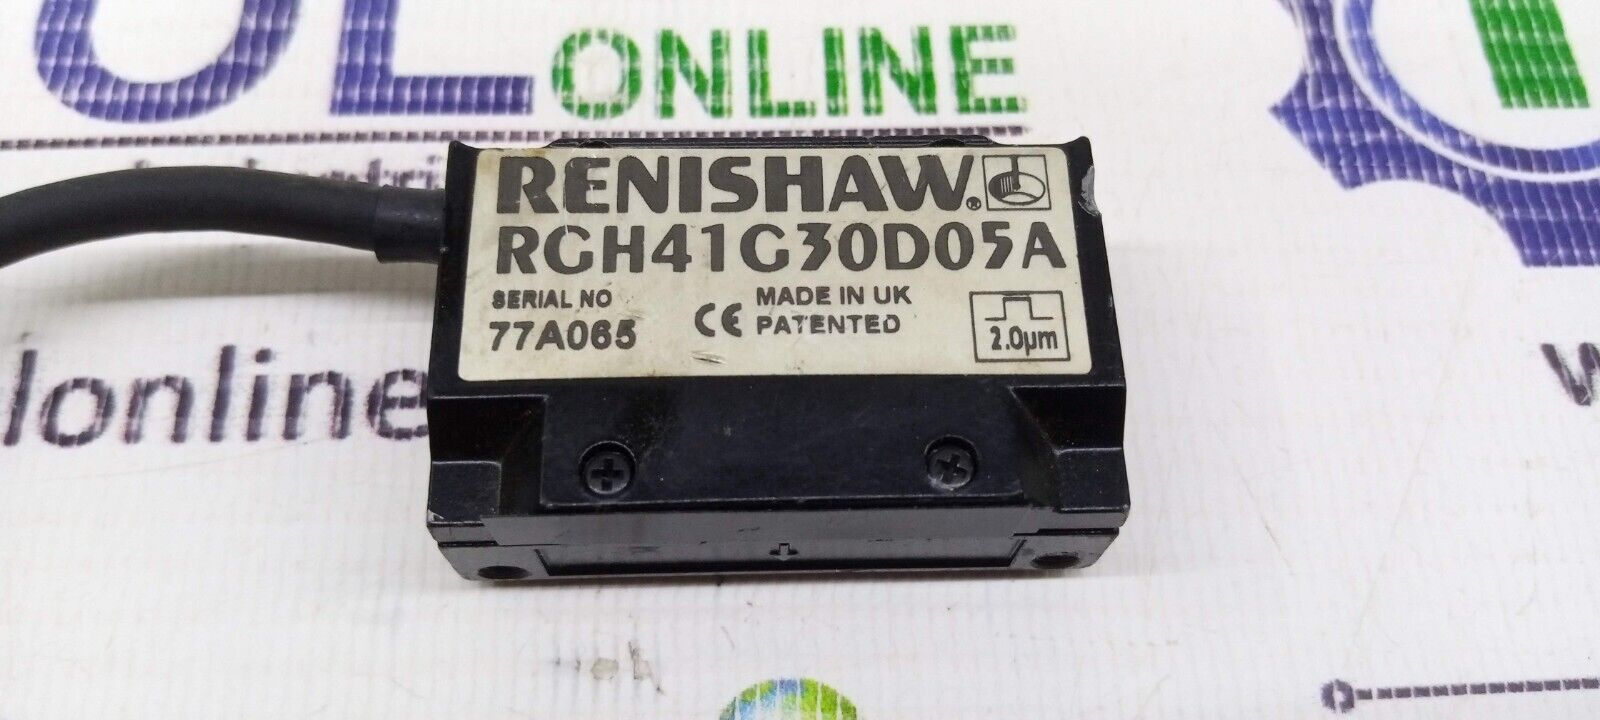 ONLINE
RENISHAW®
RGH41G30D05A
SERIAL NO
77A065
CE
MADE IN UK
PATENTED
2.0µm
lonline